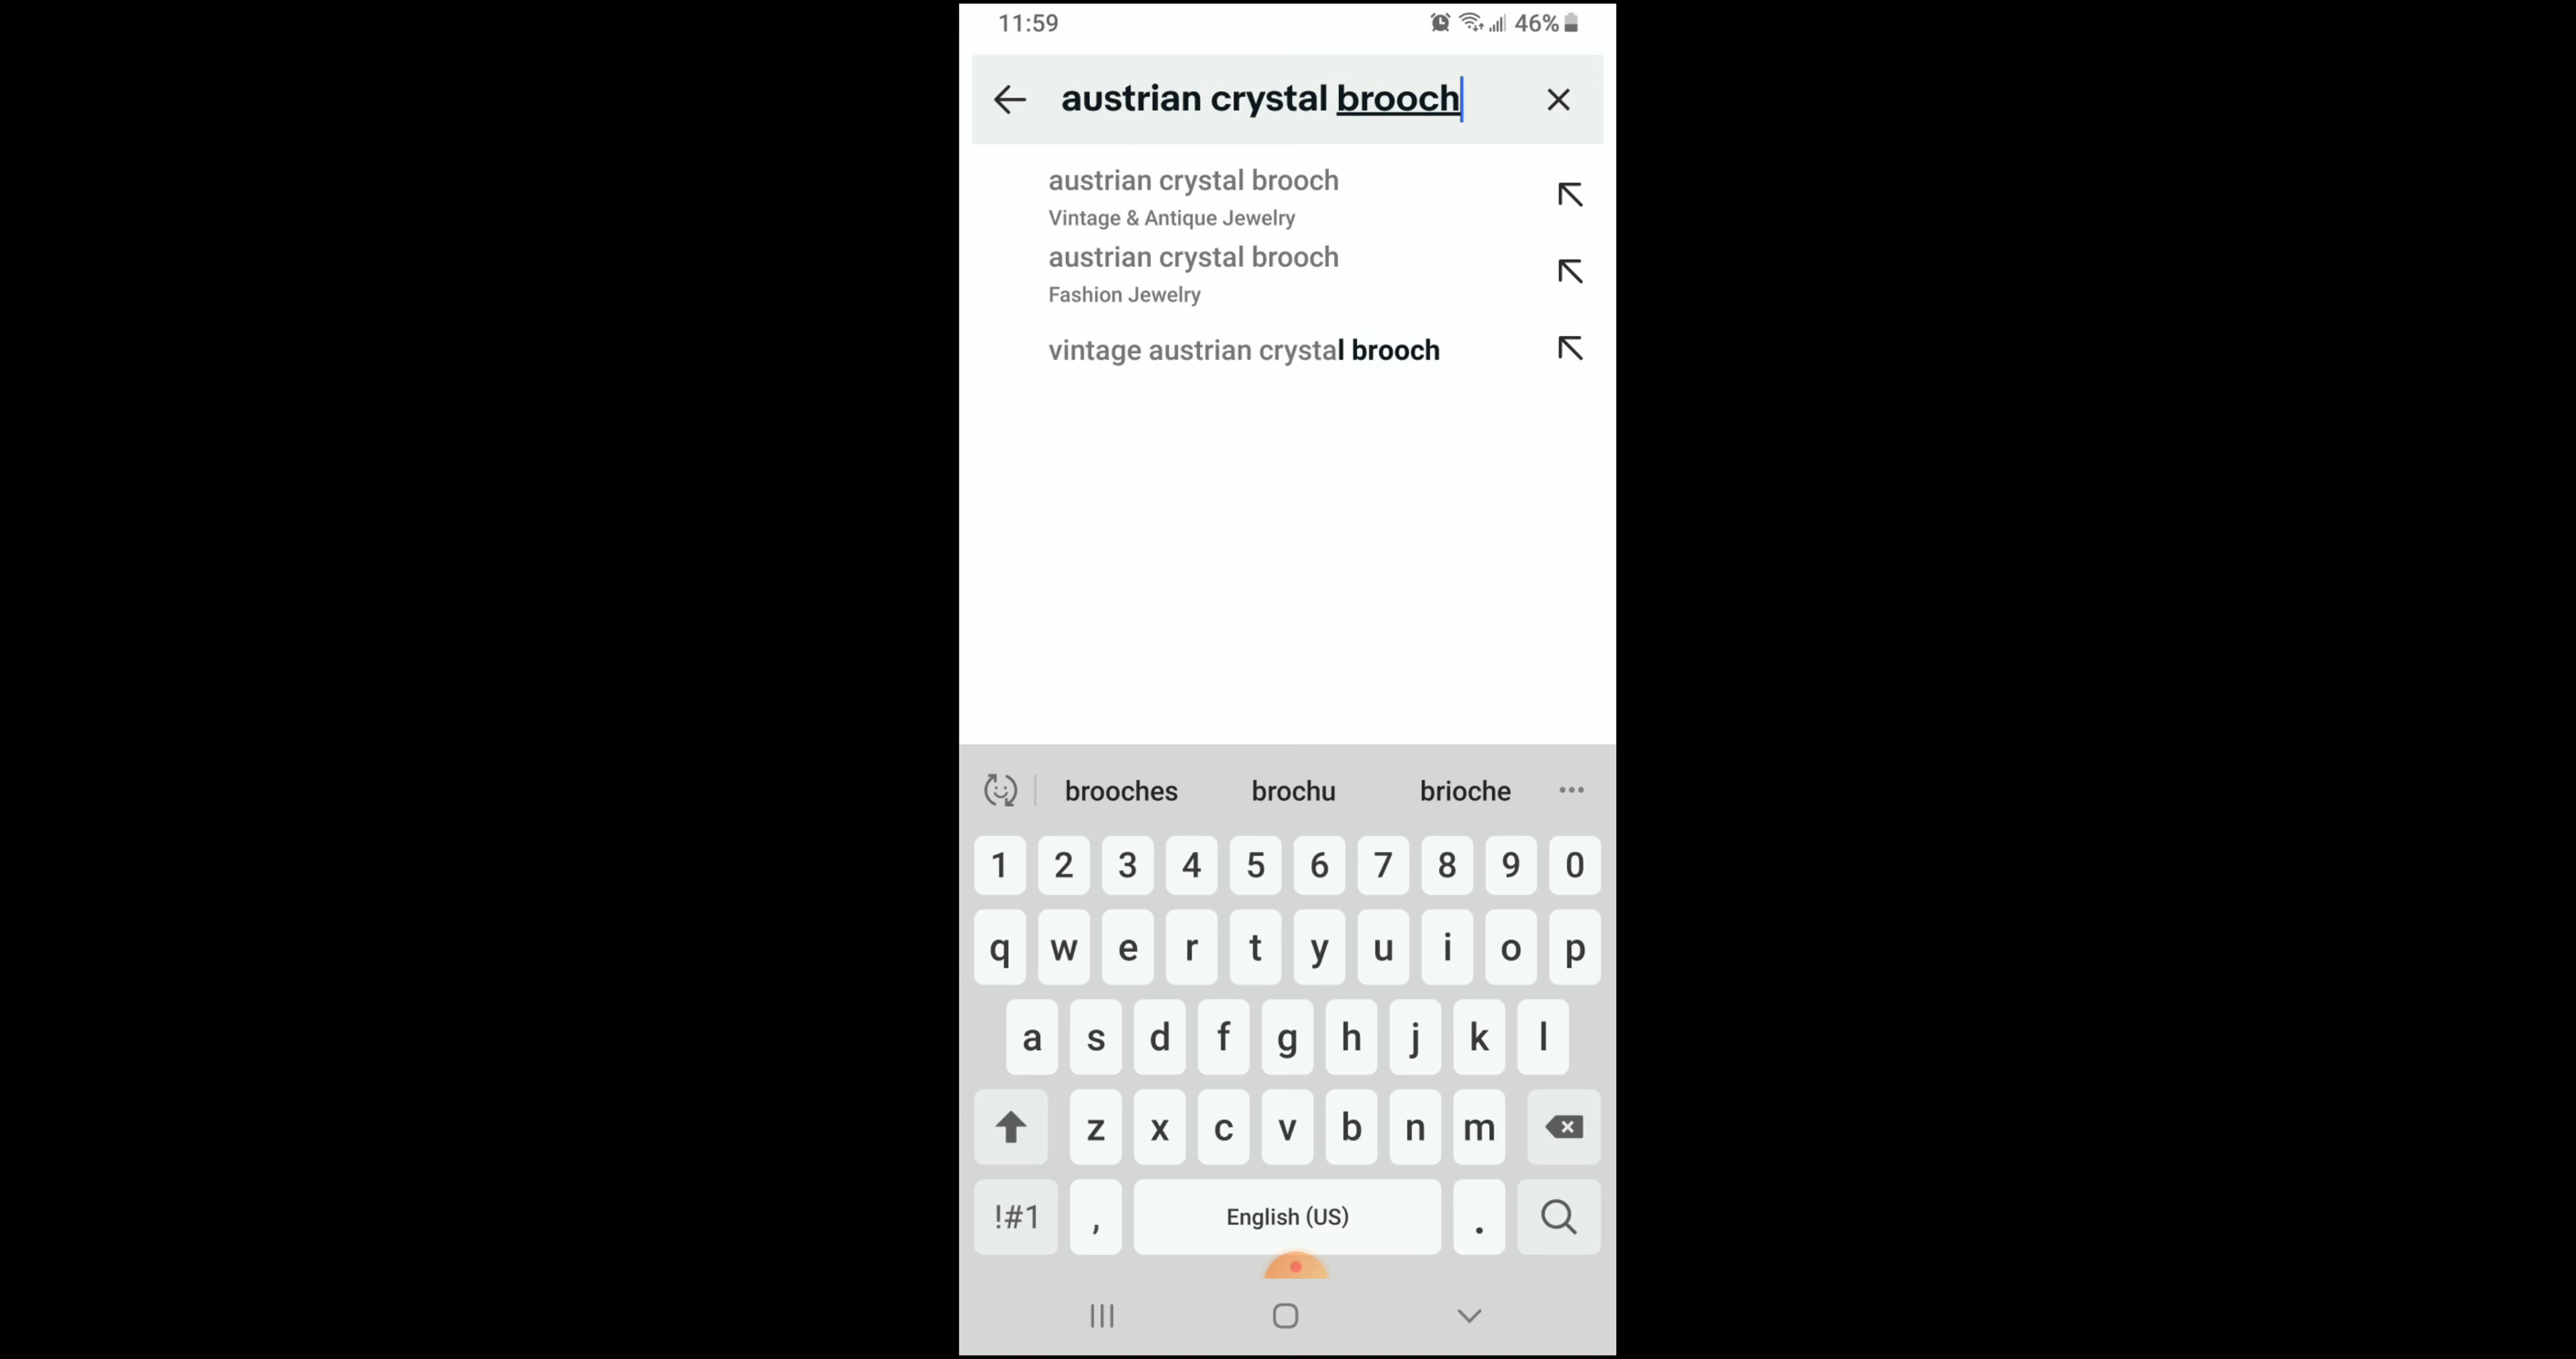 11:59 46%
austrian crystal brooch
austrian crystal brooch
Vintage & Antique Jewelry
austrian crystal brooch
Fashion Jewelry
vintage austrian crystal brooch
brooches brochu brioche
1 2 3 4 5 6 7 8 9 0
q w e r t y u i o p
a s d f g h j k l
z x c v b n m
!#1 , English (US) .